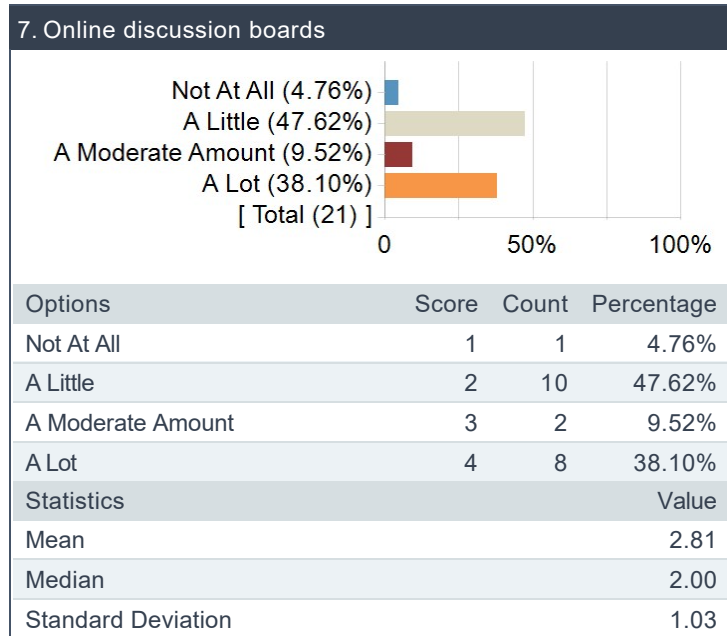 7. Online discussion boards
Not At All (4.76%)
A Little (47.62%)
A Moderate Amount (9.52%)
A Lot (38.10%)
[ Total (21) ]
0 50% 100%
Options Score Count Percentage
Not At All 1 1 4.76%
A Little 2 10 47.62%
A Moderate Amount 3 2 9.52%
A Lot 4 8 38.10%
Statistics Value
Mean 2.81
Median 2.00
Standard Deviation 1.03